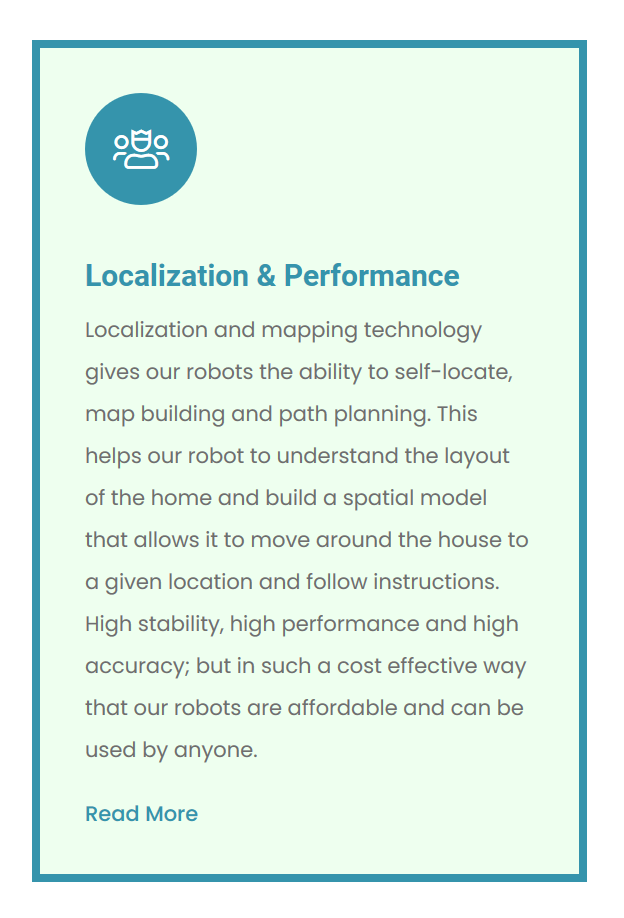 Localization & Performance
Localization and mapping technology
gives our robots the ability to self-locate,
map building and path planning. This
helps our robot to understand the layout
of the home and build a spatial model
that allows it to move around the house to
a given location and follow instructions.
High stability, high performance and high
accuracy; but in such a cost effective way
that our robots are affordable and can be
used by anyone.
Read More